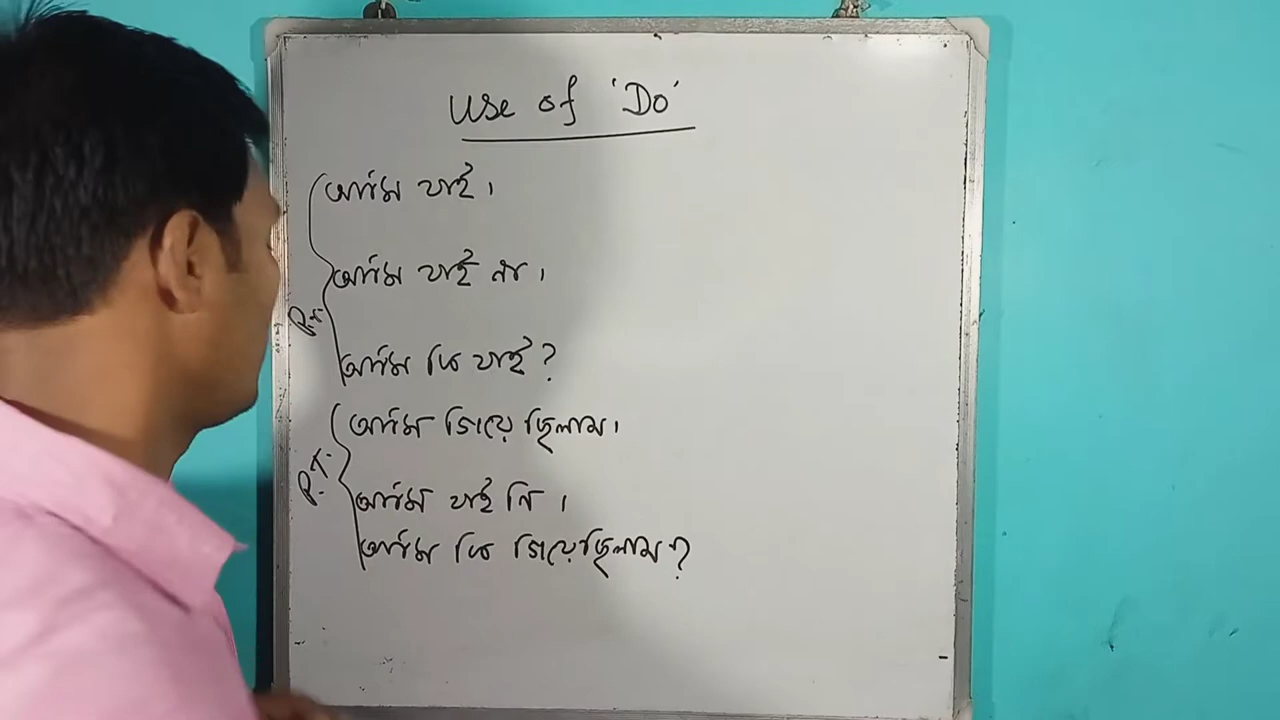 Use of 'Do'
আমি যাই।
আমি যাই না।
P.T.
আমি কি যাই?
আমি গিয়ে ছিলাম।
P.T.
আমি যাই নি।
আমি কি গিয়েছিলাম?